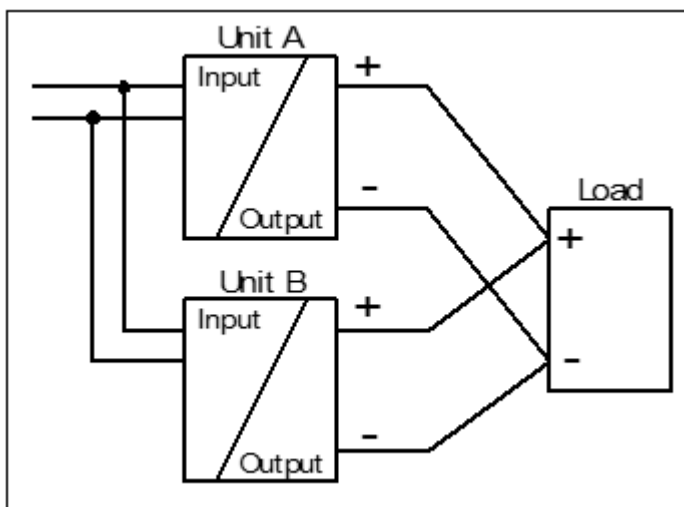 Unit A
Input
+
-
Output
Load
+
-
Unit B
Input
+
-
Output